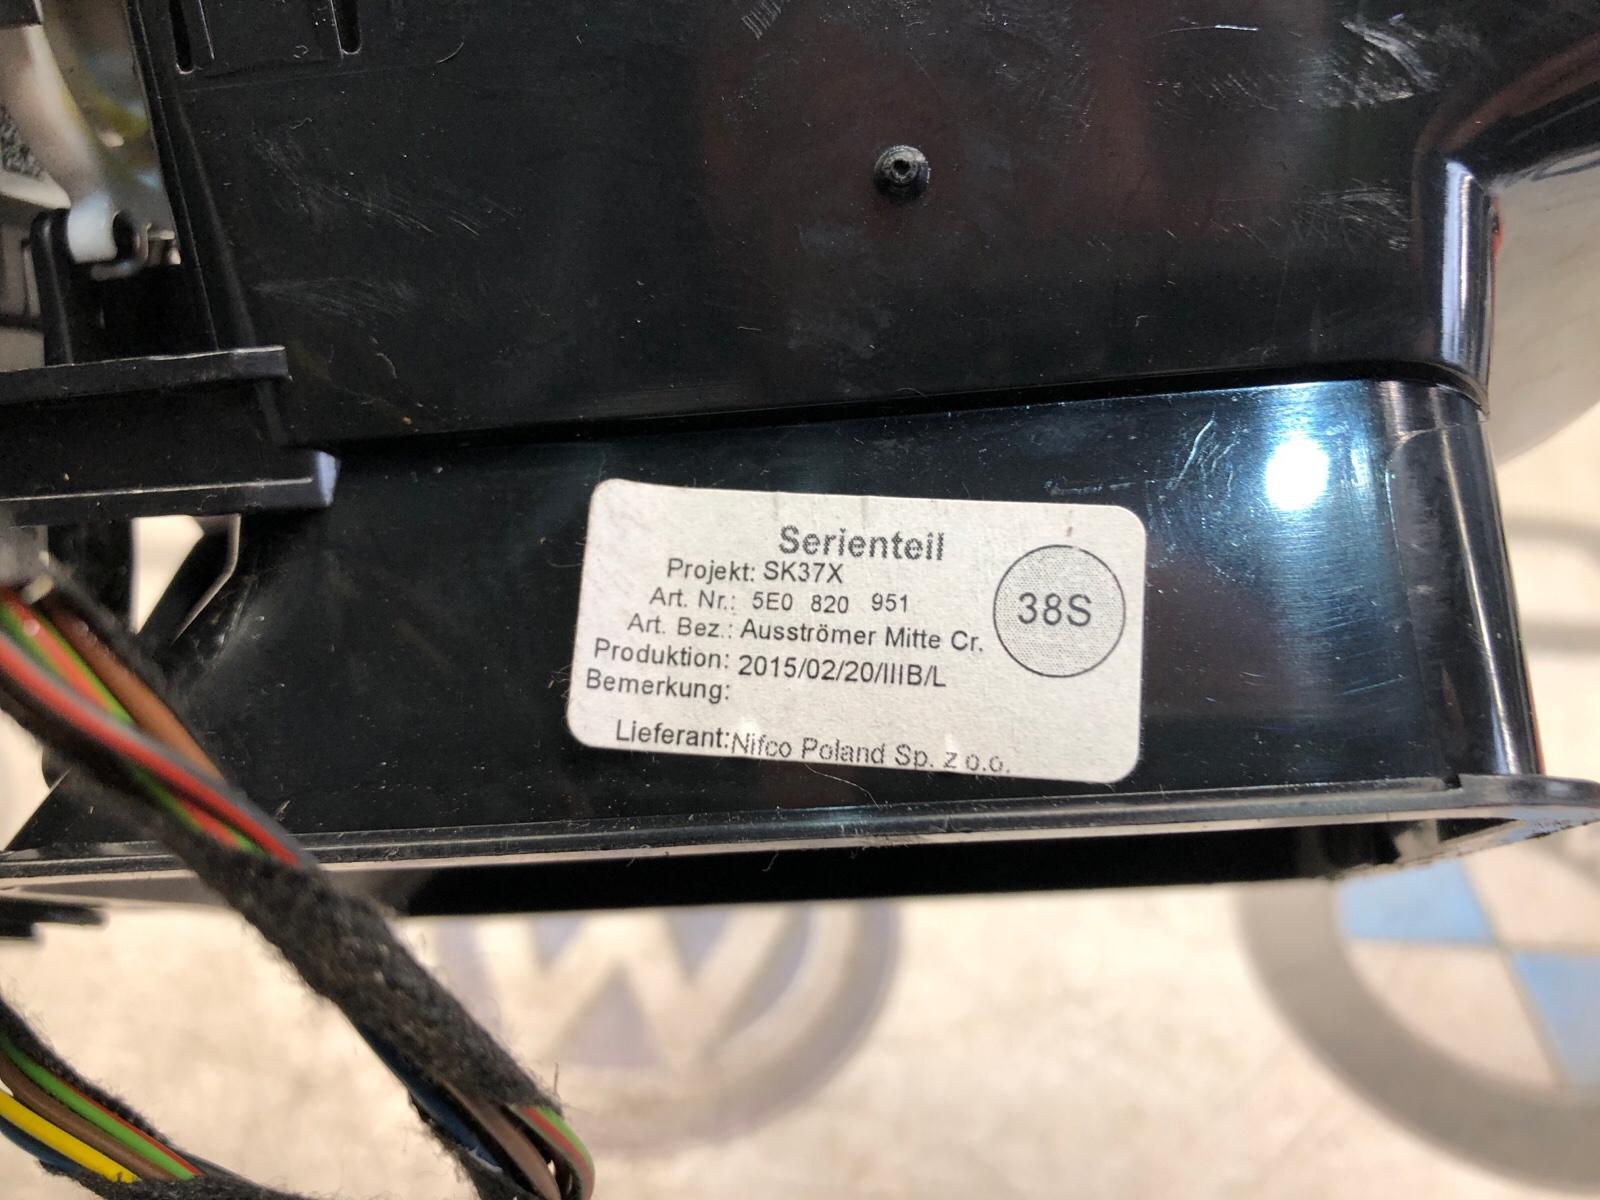 Serienteil
Projekt: SK37X
Art. Nr.: 5E0 820 951
Art. Bez.: Ausströmer Mitte Cr.
Produktion: 2015/02/20/IIIB/L
Bemerkung:
Lieferant:Nifco Poland Sp. z o.o.
38S